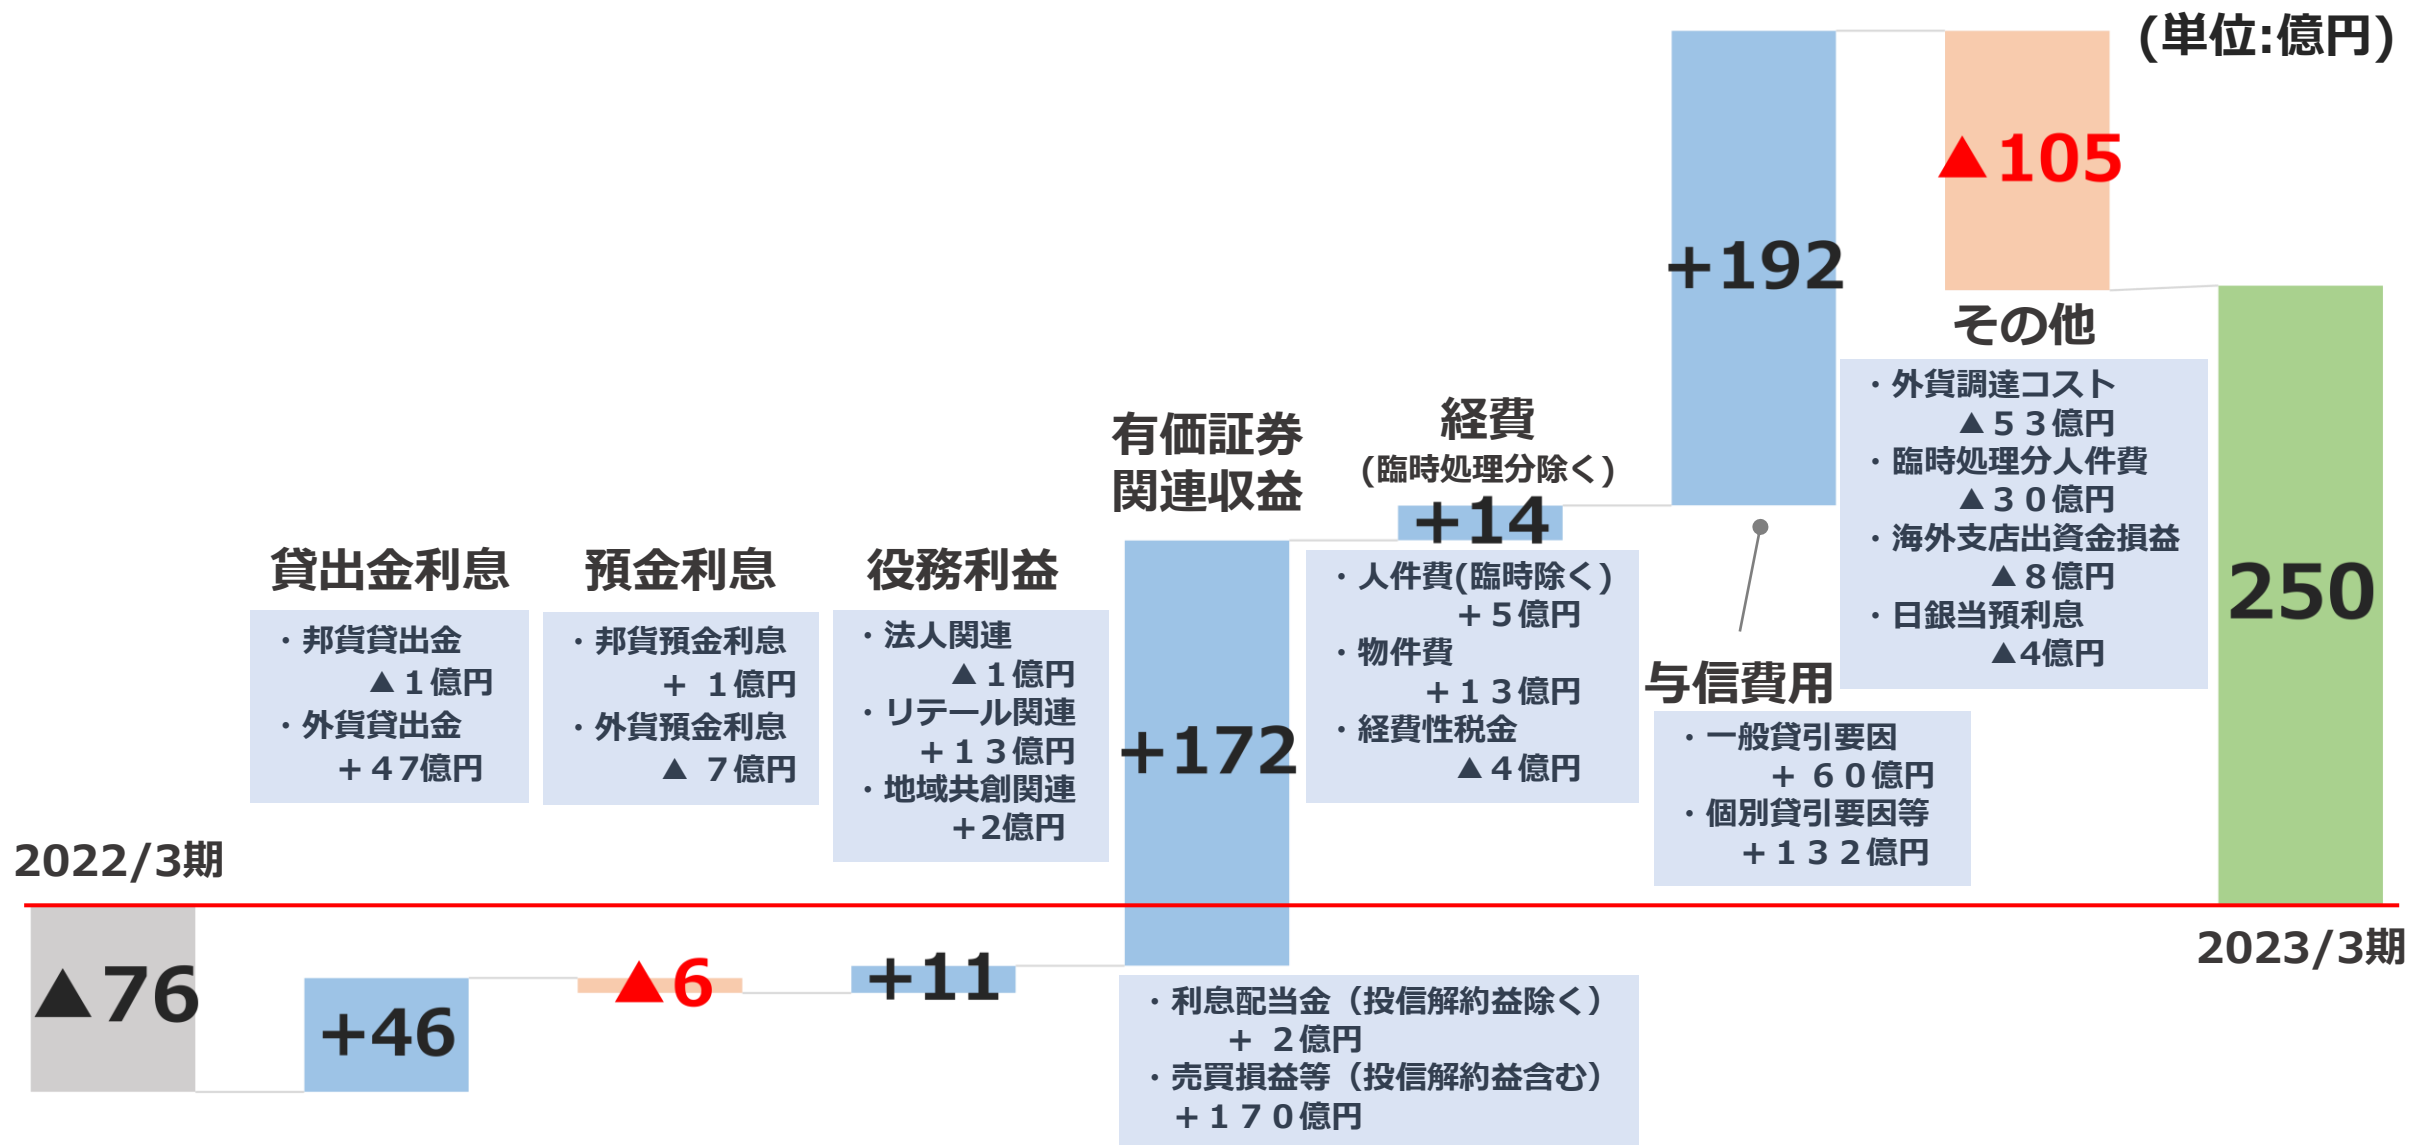 (単位:億円)
2022/3期
▲76
貸出金利息
・邦貨貸出金
▲１億円
・外貨貸出金
＋４7億円
+46
預金利息
・邦貨預金利息
＋ １億円
・外貨預金利息
▲ ７億円
▲6
役務利益
・法人関連
▲１億円
・リテール関連
＋１３億円
・地域共創関連
＋2億円
+11
有価証券
関連収益
+172
・利息配当金（投信解約益除く）
＋ ２億円
・売買損益等（投信解約益含む）
＋１７０億円
経費
(臨時処理分除く)
+14
・人件費(臨時除く)
＋５億円
・物件費
＋１３億円
・経費性税金
▲４億円
+192
与信費用
・一般貸引要因
＋ ６０億円
・個別貸引要因等
＋１３２億円
▲105
その他
・外貨調達コスト
▲５３億円
・臨時処理分人件費
▲３０億円
・海外支店出資金損益
▲８億円
・日銀当預利息
▲4億円
250
2023/3期